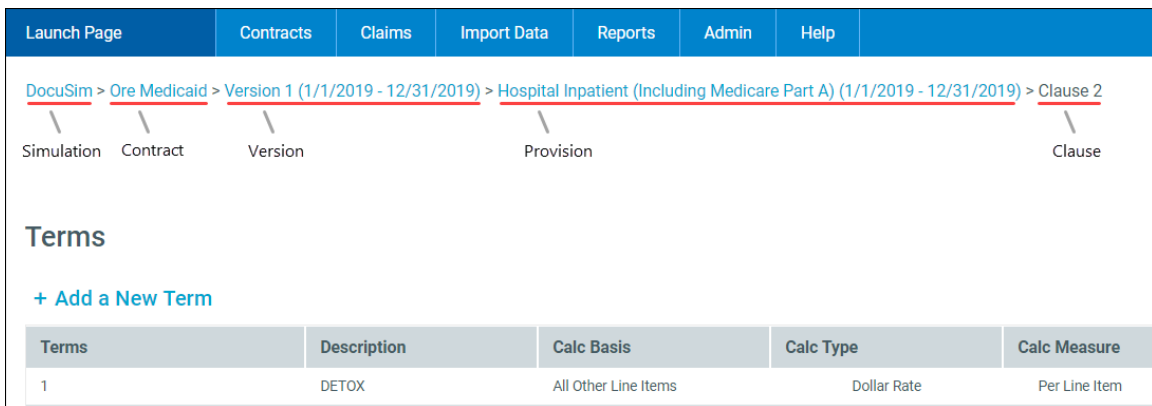 Launch Page Contracts Claims Import Data Reports Admin Help
DocuSim > Ore Medicaid > Version 1 (1/1/2019 - 12/31/2019) > Hospital Inpatient (Including Medicare Part A) (1/1/2019 - 12/31/2019) > Clause 2
Simulation Contract Version Provision Clause
Terms
+ Add a New Term
Terms Description Calc Basis Calc Type Calc Measure
1 DETOX All Other Line Items Dollar Rate Per Line Item